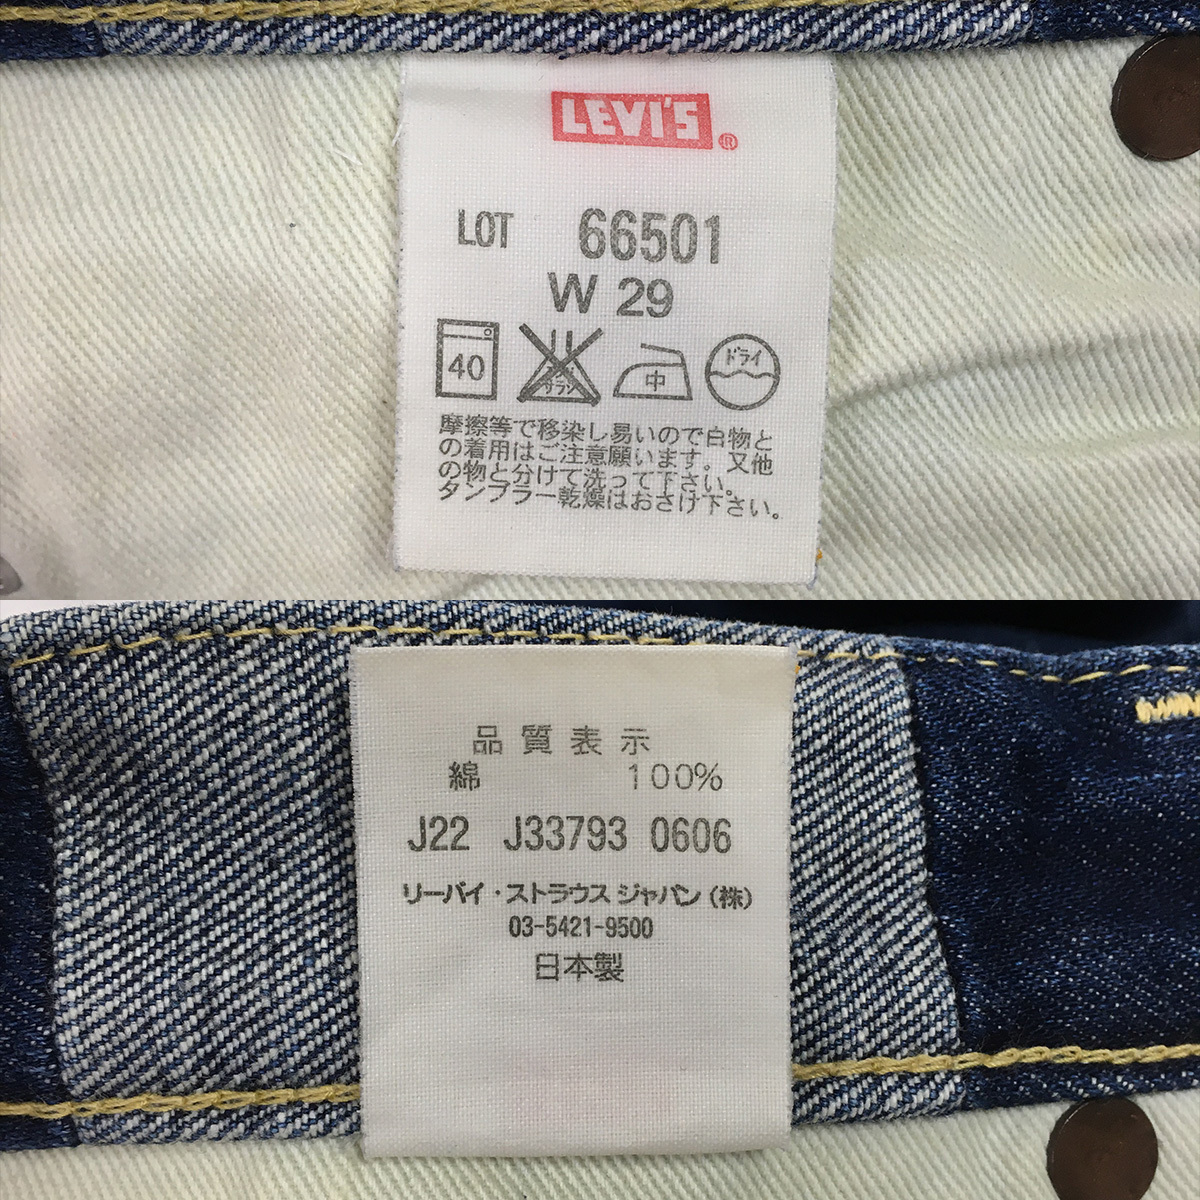 LEVI'S ®
LOT 66501
W 29
40 サラシ 中 ドライ
摩擦等で移染し易いので白物と
の着用はご注意願います。又他
の物と分けて洗って下さい。
タンブラー乾燥はおさけ下さい。
品質表示
綿 100%
J22 J33793 0606
リーバイ・ストラウス ジャパン(株)
03-5421-9500
日本製